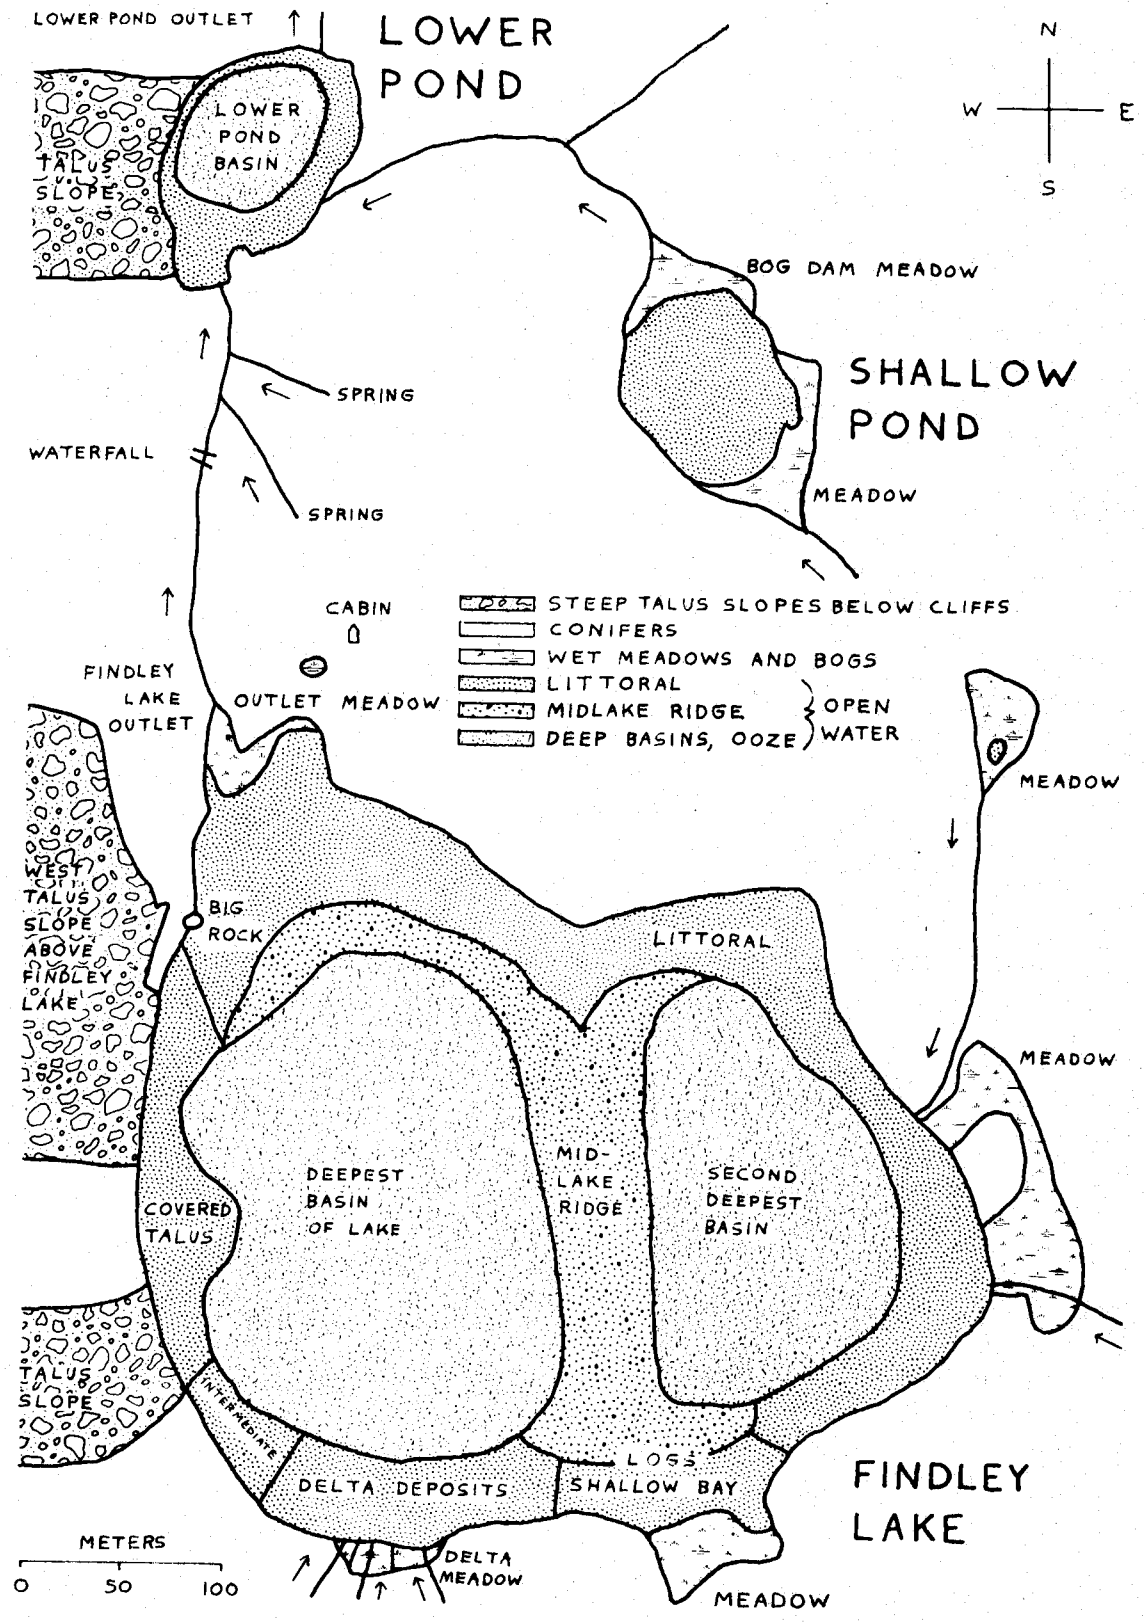 LOWER POND OUTLET
LOWER
POND
N
W
E
S
LOWER
POND
BASIN
TALUS
SLOPE
BOG DAM MEADOW
SHALLOW
POND
MEADOW
SPRING
WATERFALL
SPRING
CABIN
STEEP TALUS SLOPES BELOW CLIFFS
CONIFERS
WET MEADOWS AND BOGS
LITTORAL
MIDLAKE RIDGE
DEEP BASINS, OOZE
OPEN
WATER
FINDLEY
LAKE
OUTLET
OUTLET MEADOW
MEADOW
WEST
TALUS
SLOPE
ABOVE
FINDLEY
LAKE
BIG
ROCK
LITTORAL
MEADOW
DEEPEST
BASIN
OF LAKE
MID-
LAKE
RIDGE
SECOND
DEEPEST
BASIN
COVERED
TALUS
TALUS
SLOPE
INTERMEDIATE
DELTA DEPOSITS
LOGS
SHALLOW BAY
FINDLEY
LAKE
METERS
0 50 100
DELTA
MEADOW
MEADOW